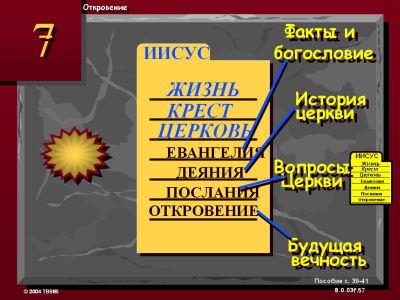 Откровение
7
Факты и
богословие
ИИСУС
ЖИЗНЬ
КРЕСТ
ЦЕРКОВЬ
ЕВАНГЕЛИЯ
ДЕЯНИЯ
ПОСЛАНИЯ
ОТКРОВЕНИЕ
История
церкви
Вопросы
Церкви
Будущая
вечность
ИИСУС
Жизнь
Крест
Церковь
Евангелия
Деяния
Послания
Откровение
Пособие с. 39-41
© 2004 TBBMI
8.0.03f.57